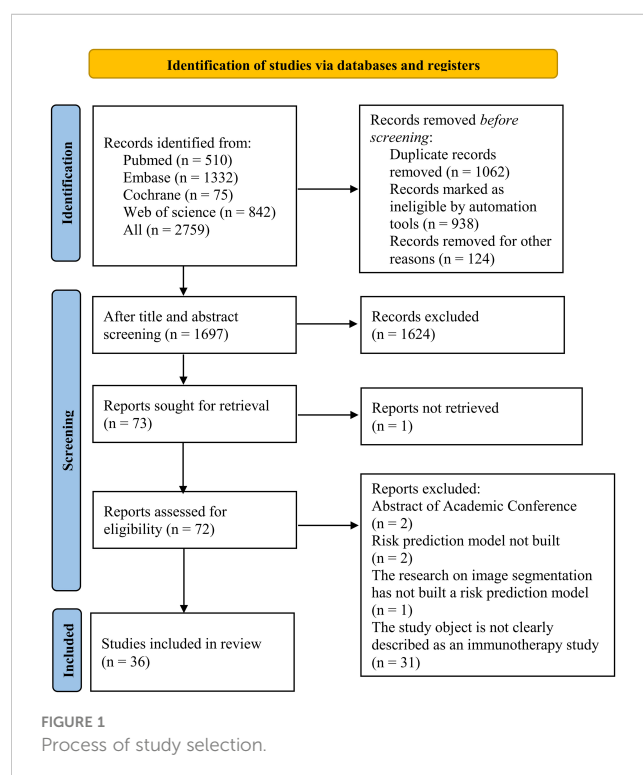 Identification of studies via databases and registers
Identification
Records identified from:
Pubmed (n = 510)
Embase (n = 1332)
Cochrane (n = 75)
Web of science (n = 842)
All (n = 2759)
Records removed before
screening:
Duplicate records
removed (n = 1062)
Records marked as
ineligible by automation
tools (n = 938)
Records removed for other
reasons (n = 124)
Screening
After title and abstract
screening (n = 1697)
Records excluded
(n = 1624)
Reports sought for retrieval
(n = 73)
Reports not retrieved
(n = 1)
Reports assessed for
eligibility (n = 72)
Reports excluded:
Abstract of Academic Conference
(n = 2)
Risk prediction model not built
(n = 2)
The research on image segmentation
has not built a risk prediction model
(n = 1)
The study object is not clearly
described as an immunotherapy study
(n = 31)
Included
Studies included in review
(n = 36)
FIGURE 1
Process of study selection.